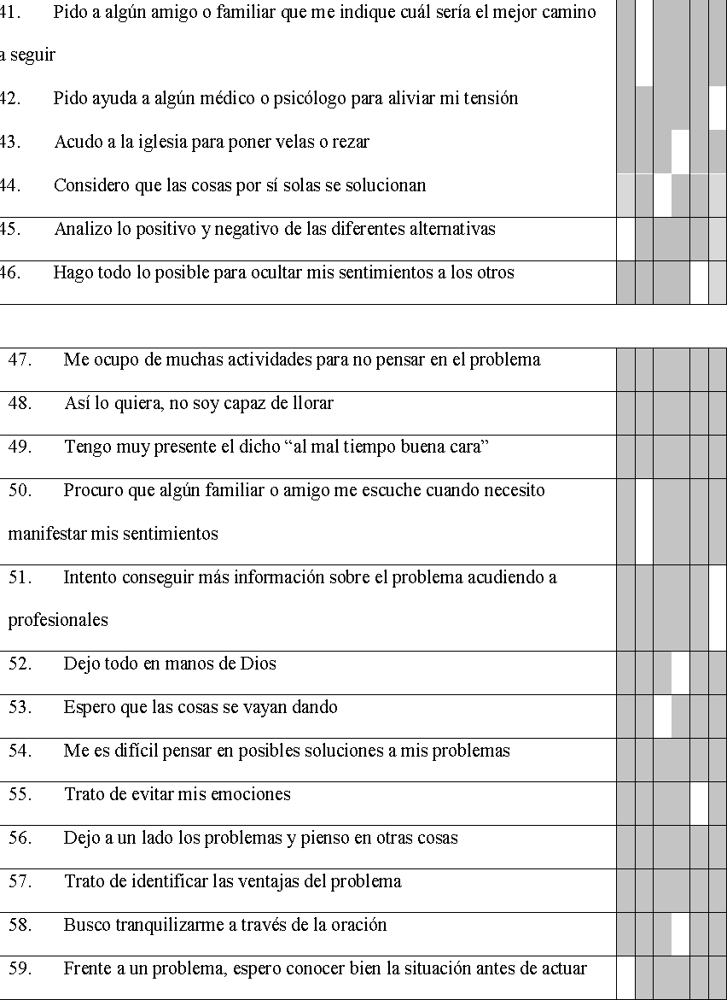 41. Pido a algún amigo o familiar que me indique cuál sería el mejor camino
a seguir
42. Pido ayuda a algún médico o psicólogo para aliviar mi tensión
43. Acudo a la iglesia para poner velas o rezar
44. Considero que las cosas por sí solas se solucionan
45. Analizo lo positivo y negativo de las diferentes alternativas
46. Hago todo lo posible para ocultar mis sentimientos a los otros
47. Me ocupo de muchas actividades para no pensar en el problema
48. Así lo quiera, no soy capaz de llorar
49. Tengo muy presente el dicho “al mal tiempo buena cara”
50. Procuro que algún familiar o amigo me escuche cuando necesito
manifestar mis sentimientos
51. Intento conseguir más información sobre el problema acudiendo a
profesionales
52. Dejo todo en manos de Dios
53. Espero que las cosas se vayan dando
54. Me es difícil pensar en posibles soluciones a mis problemas
55. Trato de evitar mis emociones
56. Dejo a un lado los problemas y pienso en otras cosas
57. Trato de identificar las ventajas del problema
58. Busco tranquilizarme a través de la oración
59. Frente a un problema, espero conocer bien la situación antes de actuar